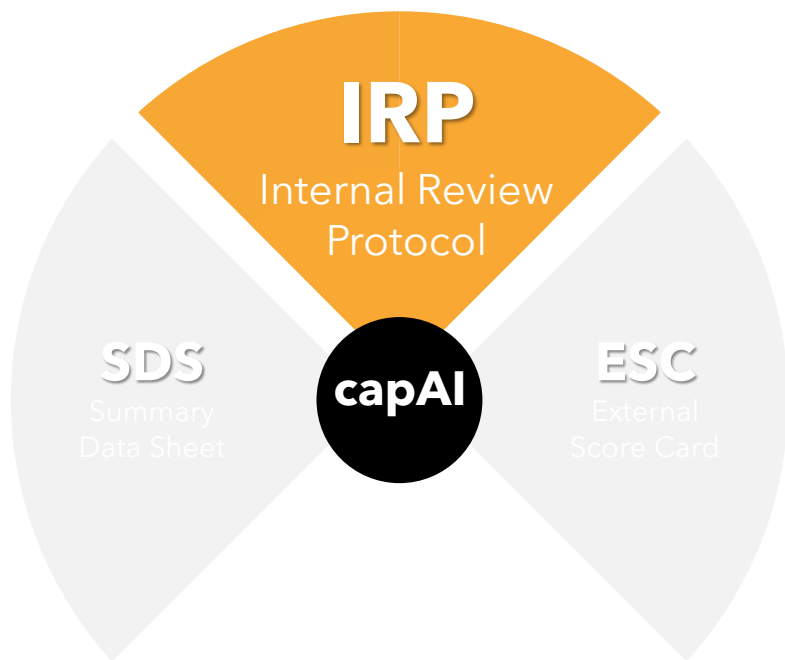 IRP
Internal Review
Protocol
SDS
Summary
Data Sheet
capAI
ESC
External
Score Card